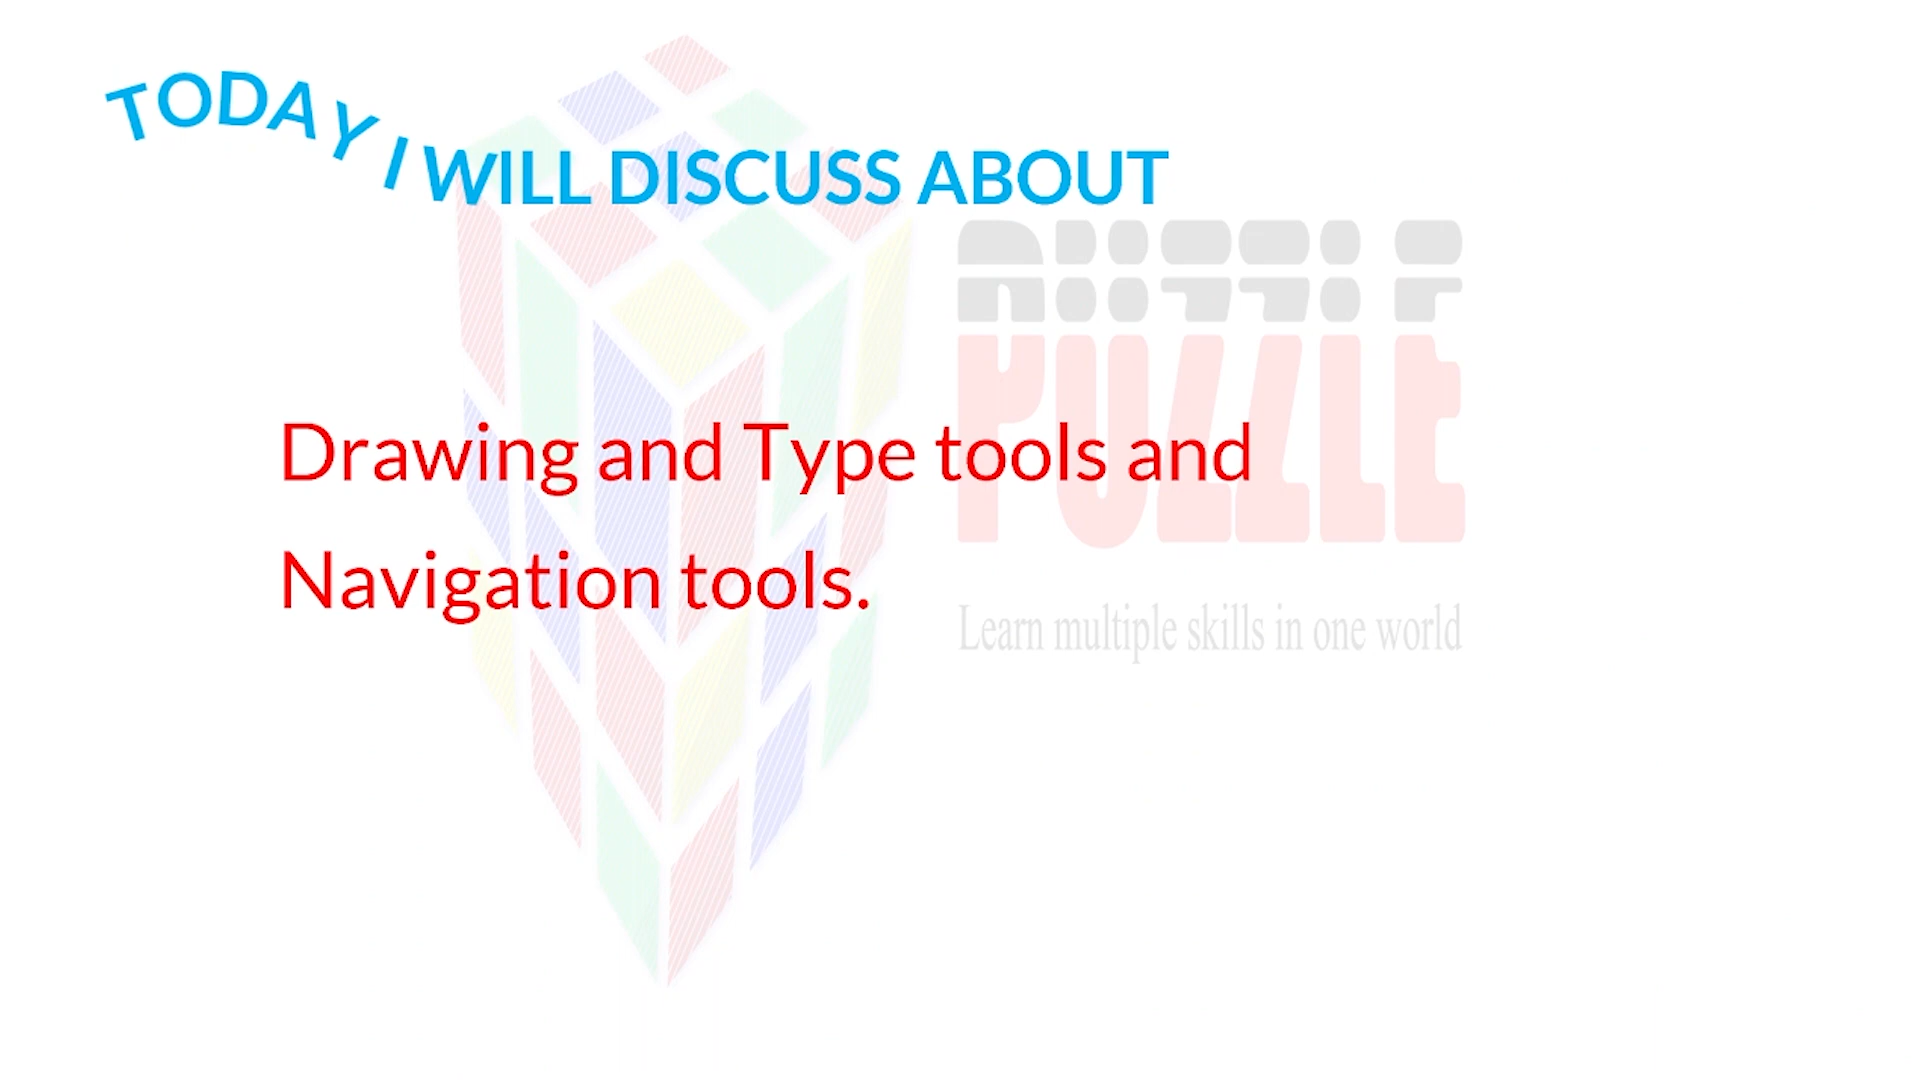 TODAY I WILL DISCUSS ABOUT
PUZZLE
Drawing and Type tools and
Navigation tools.
Learn multiple skills in one world